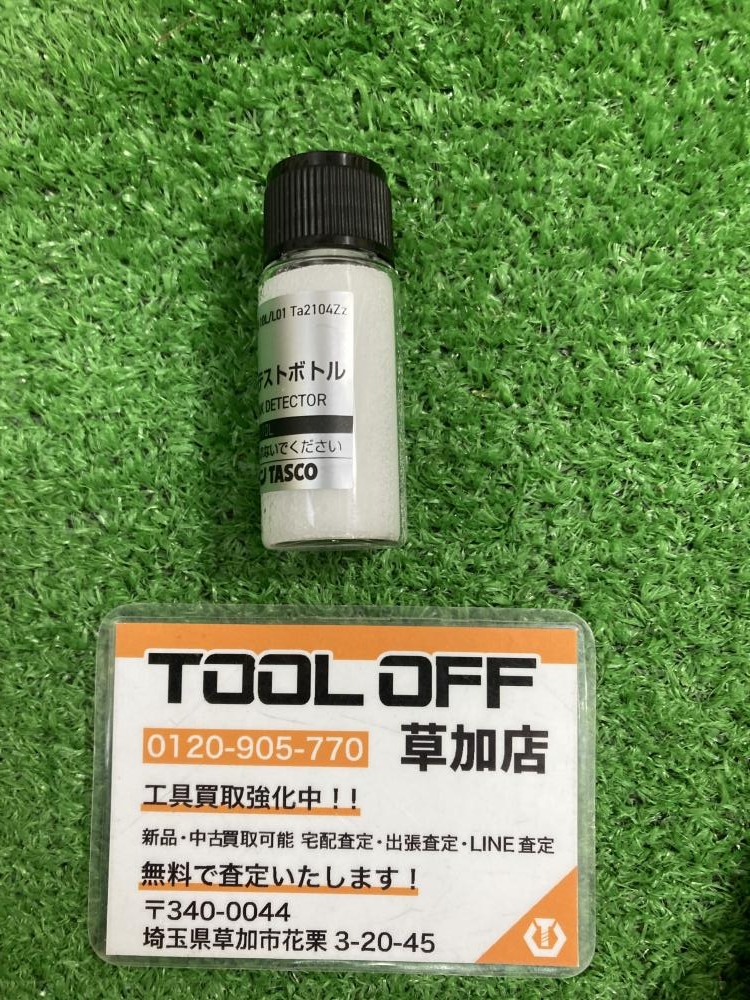 Ta2104Zz
テストボトル
DETECTOR
ないでください
TASCO
TOOL OFF
0120-905-770 草加店
工具買取強化中!!
新品・中古買取可能 宅配査定・出張査定・LINE査定
無料で査定いたします!
〒340-0044
埼玉県草加市花栗 3-20-45